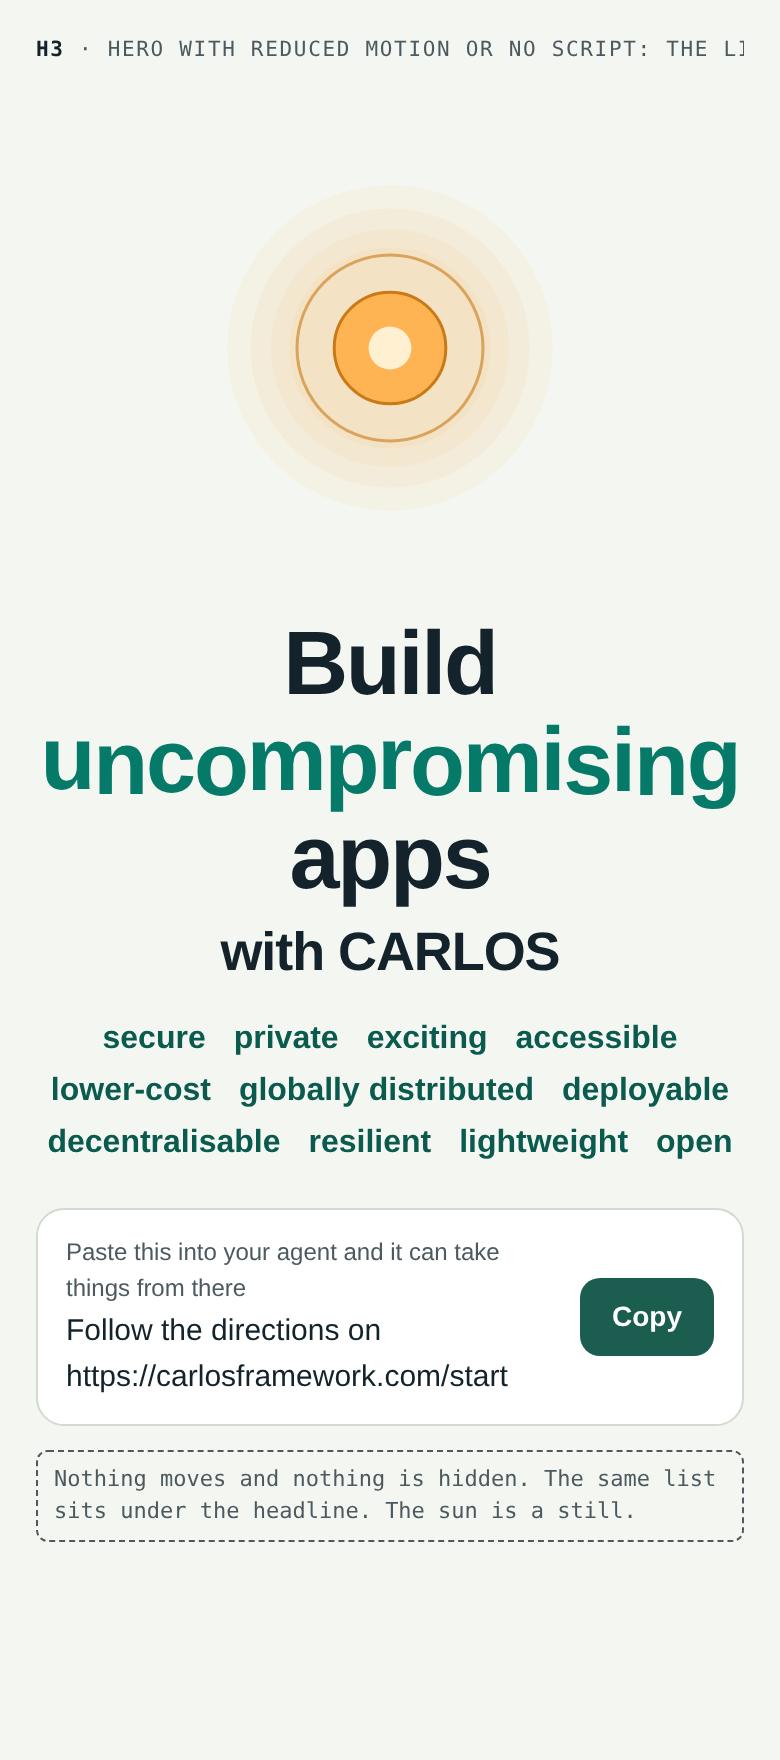 H3 · HERO WITH REDUCED MOTION OR NO SCRIPT: THE
Build
uncompromising
apps
with CARLOS
secure private exciting accessible
lower-cost globally distributed deployable
decentralisable resilient lightweight open
Paste this into your agent and it can take
things from there
Follow the directions on
https://carlosframework.com/start
Copy
Nothing moves and nothing is hidden. The same list
sits under the headline. The sun is a still.